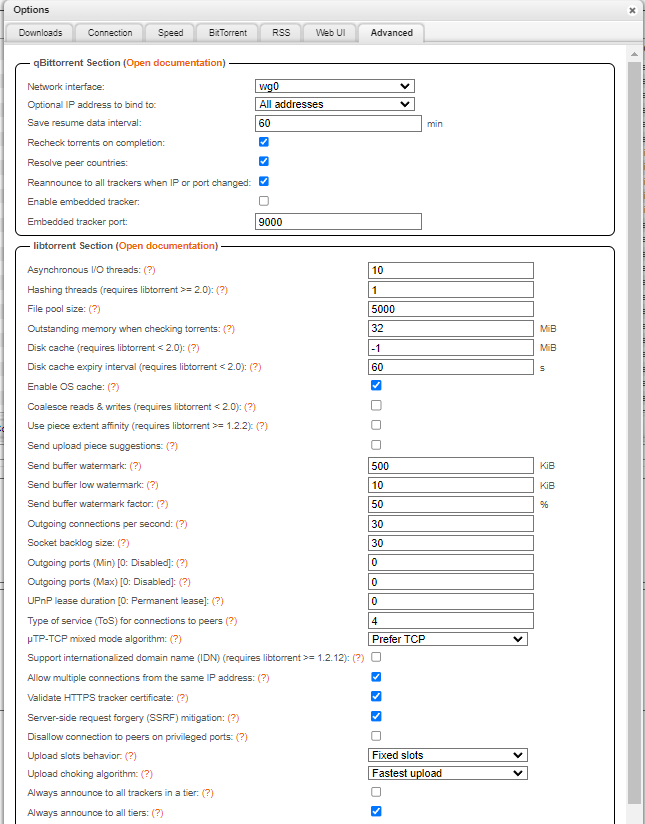 Options
Downloads Connection Speed BitTorrent RSS Web UI Advanced
qBittorrent Section (Open documentation)
Network interface: wg0
Optional IP address to bind to: All addresses
Save resume data interval: 60 min
Recheck torrents on completion:
Resolve peer countries:
Reannounce to all trackers when IP or port changed:
Enable embedded tracker:
Embedded tracker port: 9000
libtorrent Section (Open documentation)
Asynchronous I/O threads: (?) 10
Hashing threads (requires libtorrent >= 2.0): (?) 1
File pool size: (?) 5000
Outstanding memory when checking torrents: (?) 32 MiB
Disk cache (requires libtorrent < 2.0): (?) -1 MiB
Disk cache expiry interval (requires libtorrent < 2.0): (?) 60 s
Enable OS cache: (?)
Coalesce reads & writes (requires libtorrent < 2.0): (?)
Use piece extent affinity (requires libtorrent >= 1.2.2): (?)
Send upload piece suggestions: (?)
Send buffer watermark: (?) 500 KiB
Send buffer low watermark: (?) 10 KiB
Send buffer watermark factor: (?) 50 %
Outgoing connections per second: (?) 30
Socket backlog size: (?) 30
Outgoing ports (Min) [0: Disabled]: (?) 0
Outgoing ports (Max) [0: Disabled]: (?) 0
UPnP lease duration [0: Permanent lease]: (?) 0
Type of service (ToS) for connections to peers (?) 4
μTP-TCP mixed mode algorithm: (?) Prefer TCP
Support internationalized domain name (IDN) (requires libtorrent >= 1.2.12): (?)
Allow multiple connections from the same IP address: (?)
Validate HTTPS tracker certificate: (?)
Server-side request forgery (SSRF) mitigation: (?)
Disallow connection to peers on privileged ports: (?)
Upload slots behavior: (?) Fixed slots
Upload choking algorithm: (?) Fastest upload
Always announce to all trackers in a tier: (?)
Always announce to all tiers: (?)